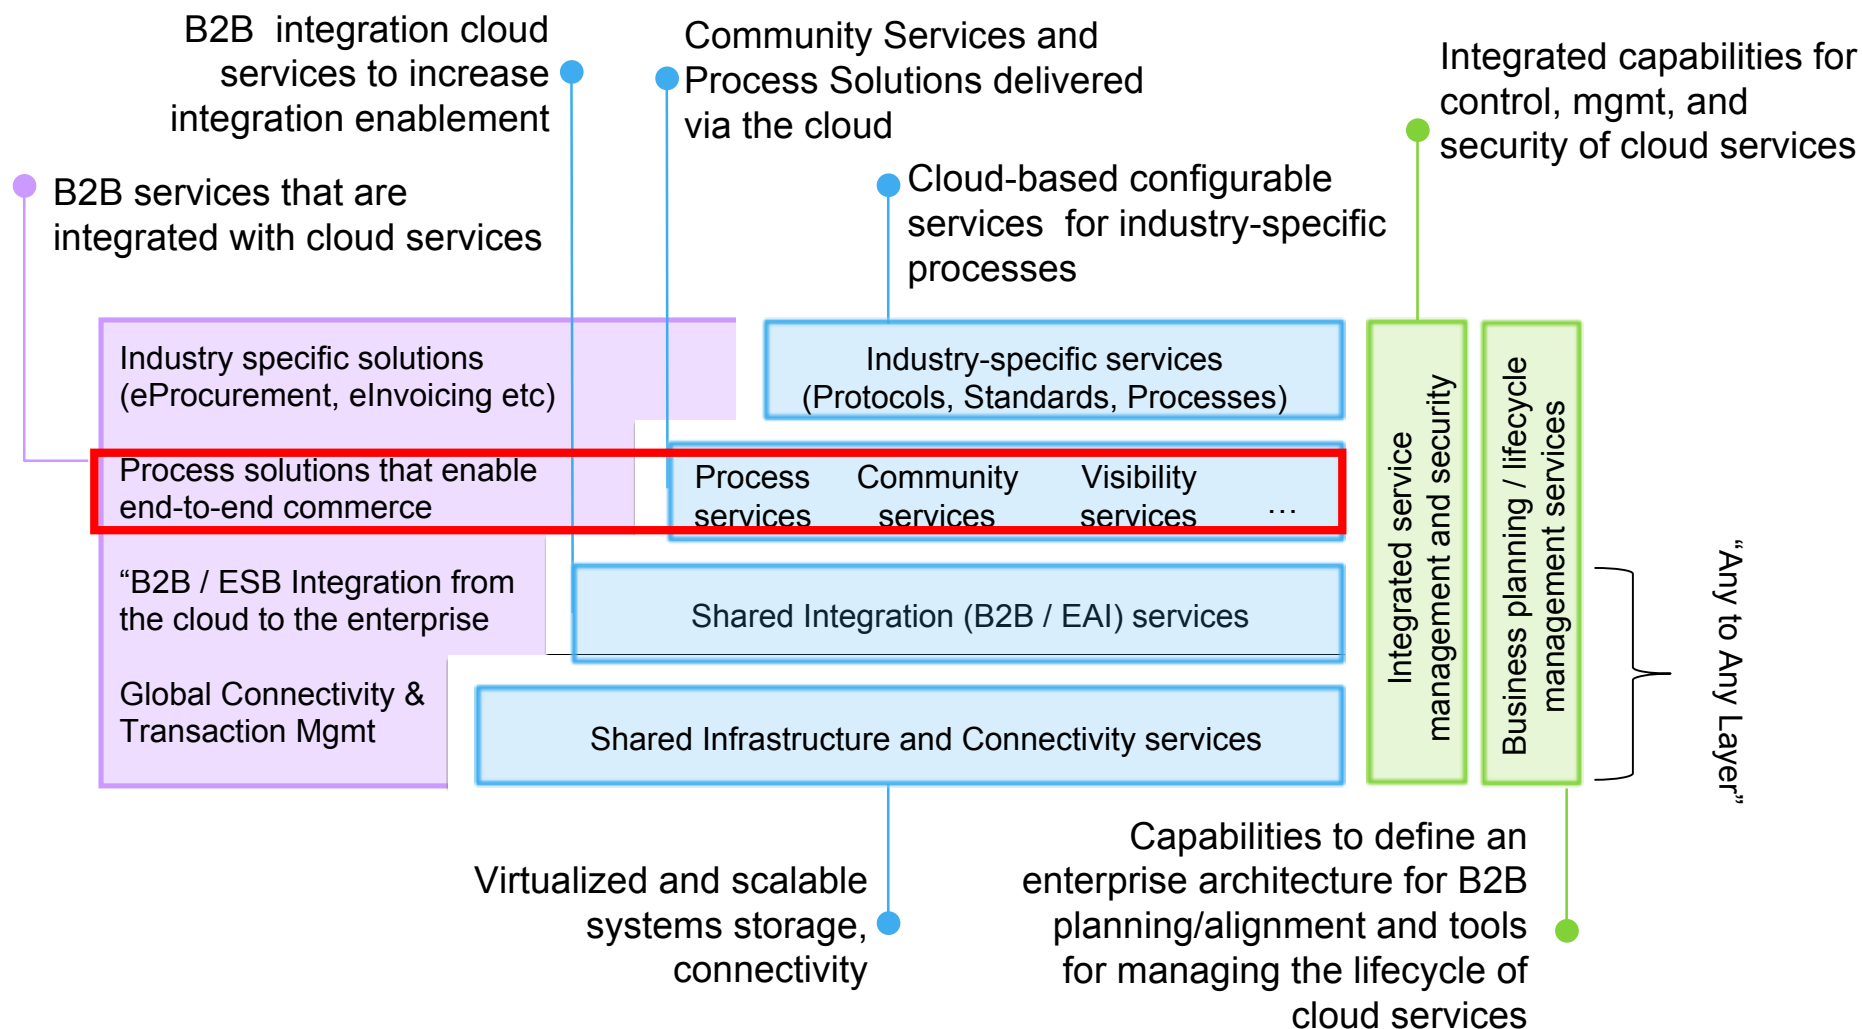 B2B  integration cloud
services to increase
integration enablement
Community Services and
Process Solutions delivered
via the cloud
Integrated capabilities for
control, mgmt, and
security of cloud services
B2B services that are
integrated with cloud services
Cloud-based configurable
services  for industry-specific
processes
Industry specific solutions
(eProcurement, eInvoicing etc)
Industry-specific services
(Protocols, Standards, Processes)
Process solutions that enable
end-to-end commerce
Process
services
Community
services
Visibility
services
…
“B2B / ESB Integration from
the cloud to the enterprise
Shared Integration (B2B / EAI) services
Global Connectivity &
Transaction Mgmt
Shared Infrastructure and Connectivity services
Integrated service
management and security
Business planning / lifecycle
management services
“Any to Any Layer”
Virtualized and scalable
systems storage,
connectivity
Capabilities to define an
enterprise architecture for B2B
planning/alignment and tools
for managing the lifecycle of
cloud services